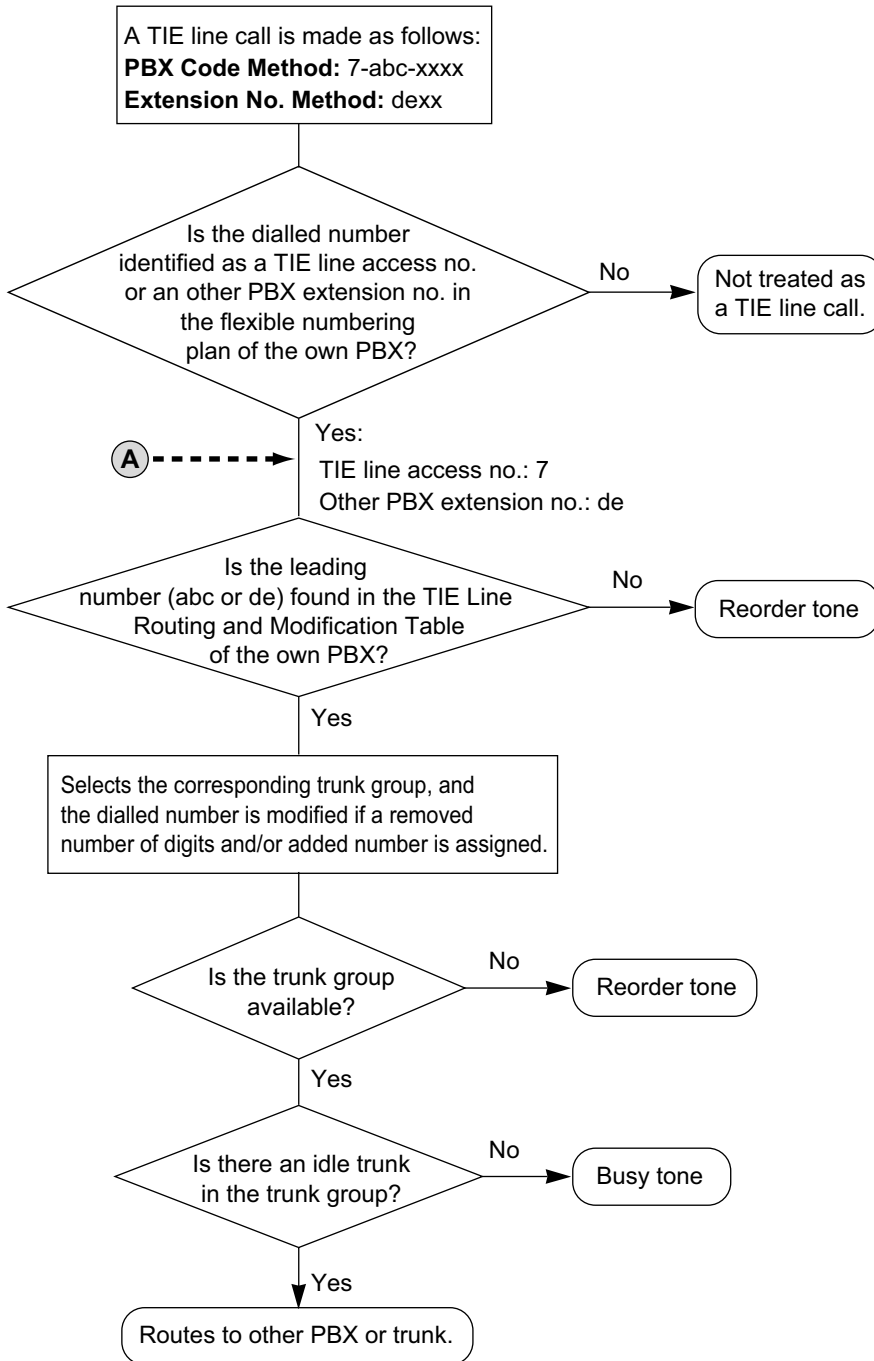 A TIE line call is made as follows:
PBX Code Method: 7-abc-xxxx
Extension No. Method: dexx
Is the dialled number
identified as a TIE line access no.
or an other PBX extension no. in
the flexible numbering
plan of the own PBX?
No
Not treated as
a TIE line call.
A
Yes:
TIE line access no.: 7
Other PBX extension no.: de
Is the leading
number (abc or de) found in the TIE Line
Routing and Modification Table
of the own PBX?
No
Reorder tone
Yes
Selects the corresponding trunk group, and
the dialled number is modified if a removed
number of digits and/or added number is assigned.
Is the trunk group
available?
No
Reorder tone
Yes
Is there an idle trunk
in the trunk group?
No
Busy tone
Yes
Routes to other PBX or trunk.